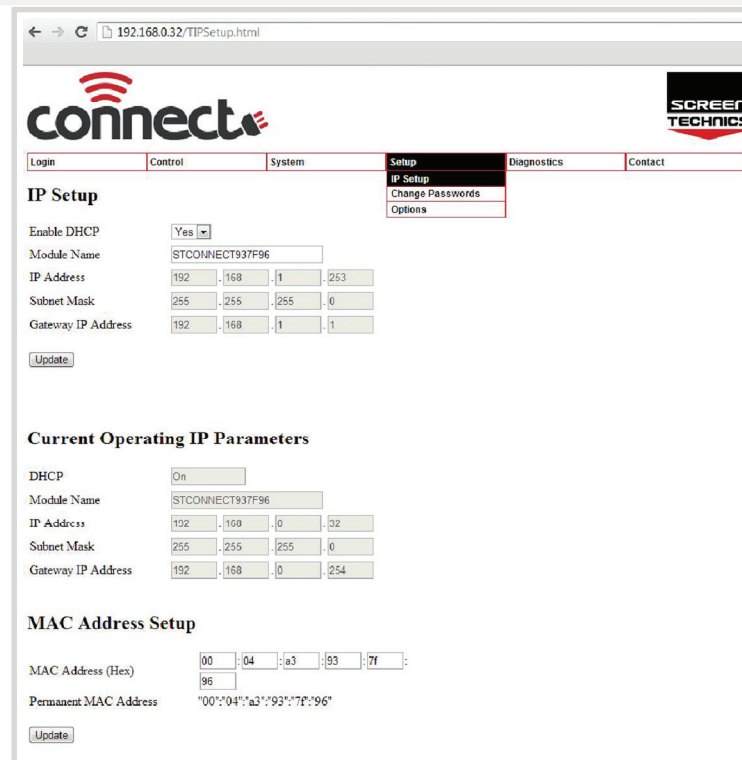 192.168.0.32/TIPSetup.html
connect
SCREEN
TECHNICS
Login Control System Setup Diagnostics Contact
IP Setup
Change Passwords
Options
IP Setup
Enable DHCP Yes
Module Name STCONNECT937F96
IP Address 192 . 168 . 1 . 253
Subnet Mask 255 . 255 . 255 . 0
Gateway IP Address 192 . 168 . 1 . 1
Update
Current Operating IP Parameters
DHCP On
Module Name STCONNECT937F96
IP Address 192 . 168 . 0 . 32
Subnet Mask 255 . 255 . 255 . 0
Gateway IP Address 192 . 168 . 0 . 254
MAC Address Setup
MAC Address (Hex) 00 : 04 : a3 : 93 : 7f :
96
Permanent MAC Address "00":"04":"a3":"93":"7f":"96"
Update